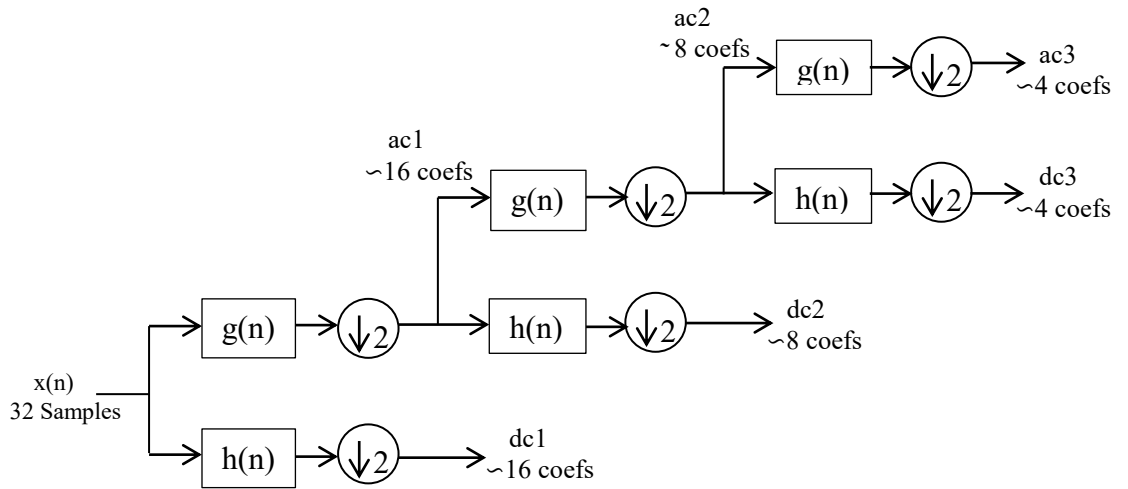 ac2
~8 coefs
g(n)
↓2
ac3
∽4 coefs
ac1
∽16 coefs
g(n)
↓2
h(n)
↓2
dc3
∽4 coefs
g(n)
↓2
h(n)
↓2
dc2
∽8 coefs
x(n)
32 Samples
h(n)
↓2
dc1
∽16 coefs